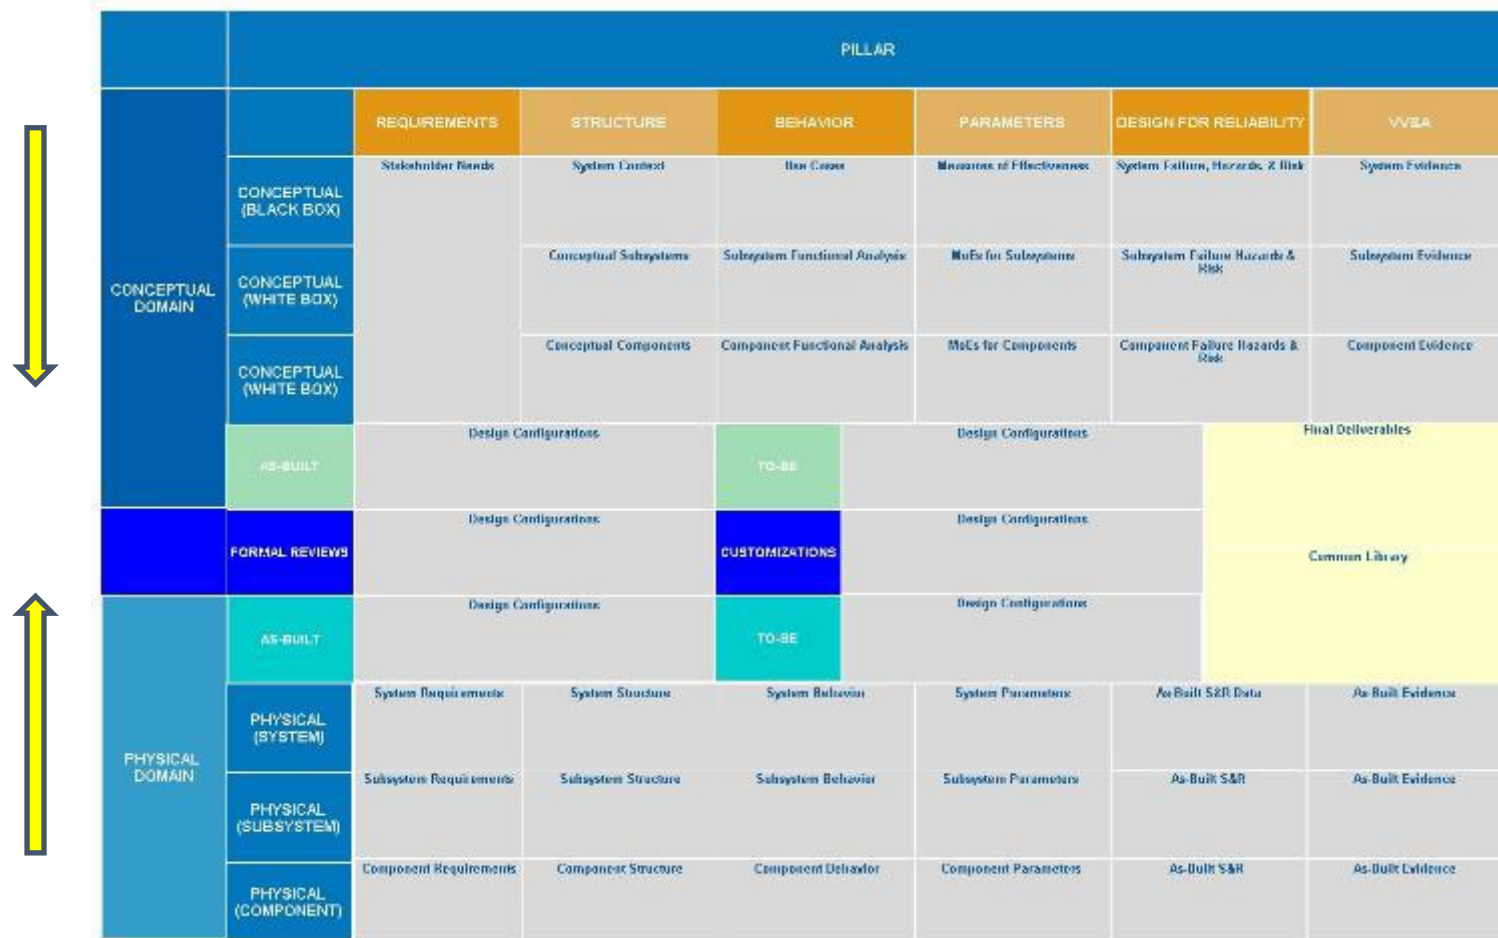 PILLAR
REQUIREMENTS STRUCTURE BEHAVIOR PARAMETERS DESIGN FOR RELIABILITY VV&A
CONCEPTUAL
DOMAIN
CONCEPTUAL
(BLACK BOX)
Stakeholder Needs System Context Use Cases Measures of Effectiveness System Failure, Hazards, & Risk System Evidence
CONCEPTUAL
(WHITE BOX)
Conceptual Subsystems Subsystem Functional Analysis MoEs for Subsystems Subsystem Failure Hazards &
Risk
Subsystem Evidence
CONCEPTUAL
(WHITE BOX)
Conceptual Components Component Functional Analysis MoEs for Components Component Failure Hazards &
Risk
Component Evidence
AS-BUILT Design Configurations TO-BE Design Configurations Final Deliverables
FORMAL REVIEWS Design Configurations CUSTOMIZATIONS Design Configurations Common Library
AS-BUILT Design Configurations TO-BE Design Configurations
PHYSICAL
DOMAIN
PHYSICAL
(SYSTEM)
System Requirements System Structure System Behavior System Parameters As-Built S&R Data As-Built Evidence
PHYSICAL
(SUBSYSTEM)
Subsystem Requirements Subsystem Structure Subsystem Behavior Subsystem Parameters As-Built S&R As-Built Evidence
PHYSICAL
(COMPONENT)
Component Requirements Component Structure Component Behavior Component Parameters As-Built S&R As-Built Evidence